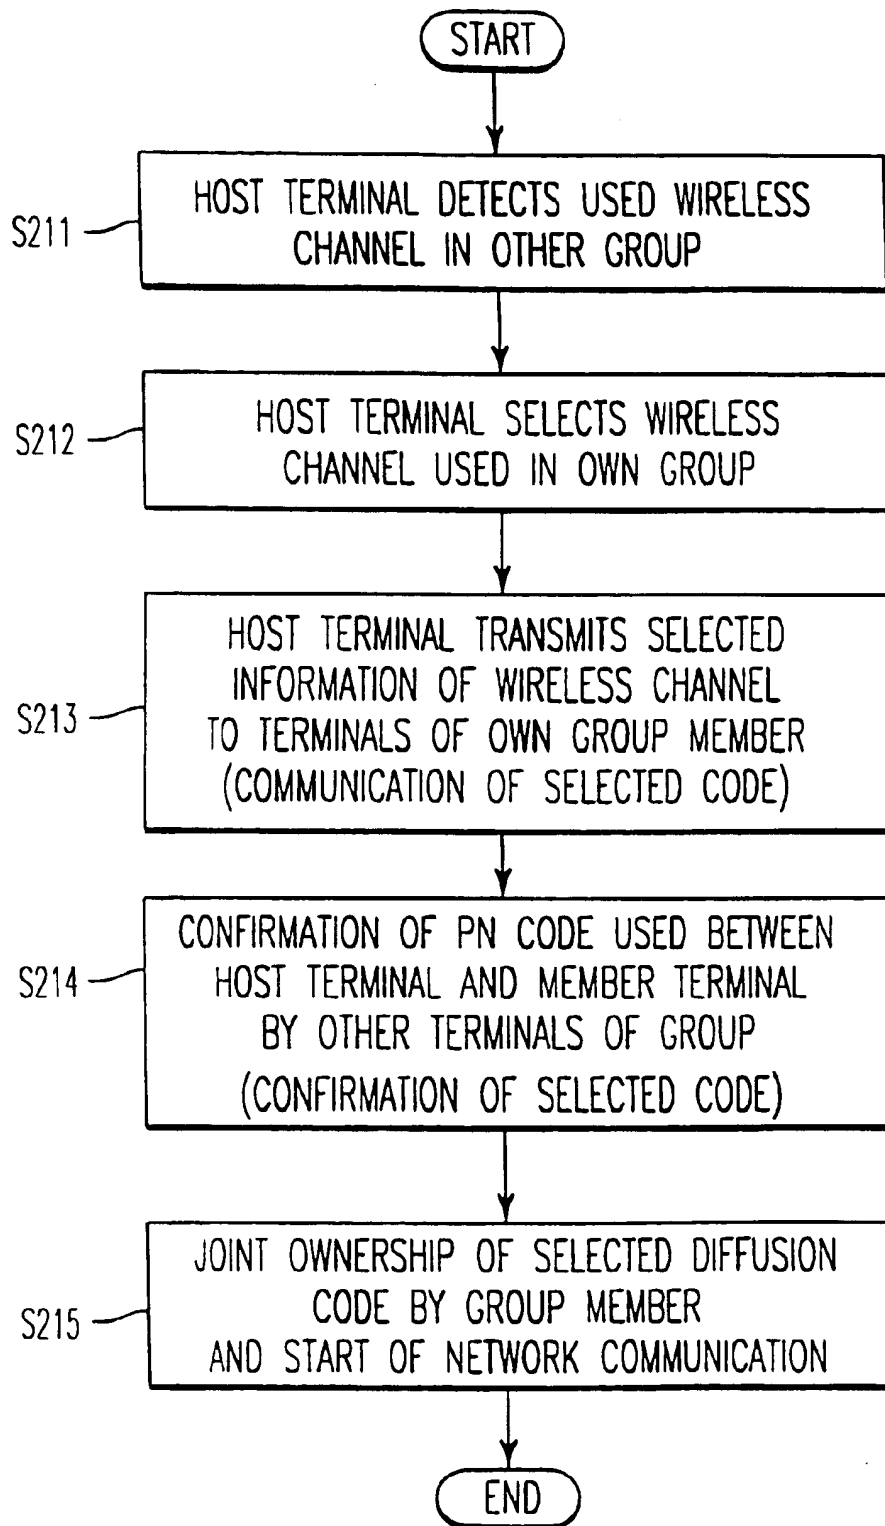 START
S211
HOST TERMINAL DETECTS USED WIRELESS
CHANNEL IN OTHER GROUP
S212
HOST TERMINAL SELECTS WIRELESS
CHANNEL USED IN OWN GROUP
S213
HOST TERMINAL TRANSMITS SELECTED
INFORMATION OF WIRELESS CHANNEL
TO TERMINALS OF OWN GROUP MEMBER
(COMMUNICATION OF SELECTED CODE)
S214
CONFIRMATION OF PN CODE USED BETWEEN
HOST TERMINAL AND MEMBER TERMINAL
BY OTHER TERMINALS OF GROUP
(CONFIRMATION OF SELECTED CODE)
S215
JOINT OWNERSHIP OF SELECTED DIFFUSION
CODE BY GROUP MEMBER
AND START OF NETWORK COMMUNICATION
END